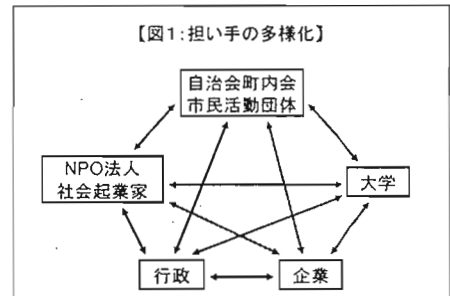 【図1:担い手の多様化】
自治会町内会
市民活動団体
NPO法人
社会起業家
大学
行政
企業